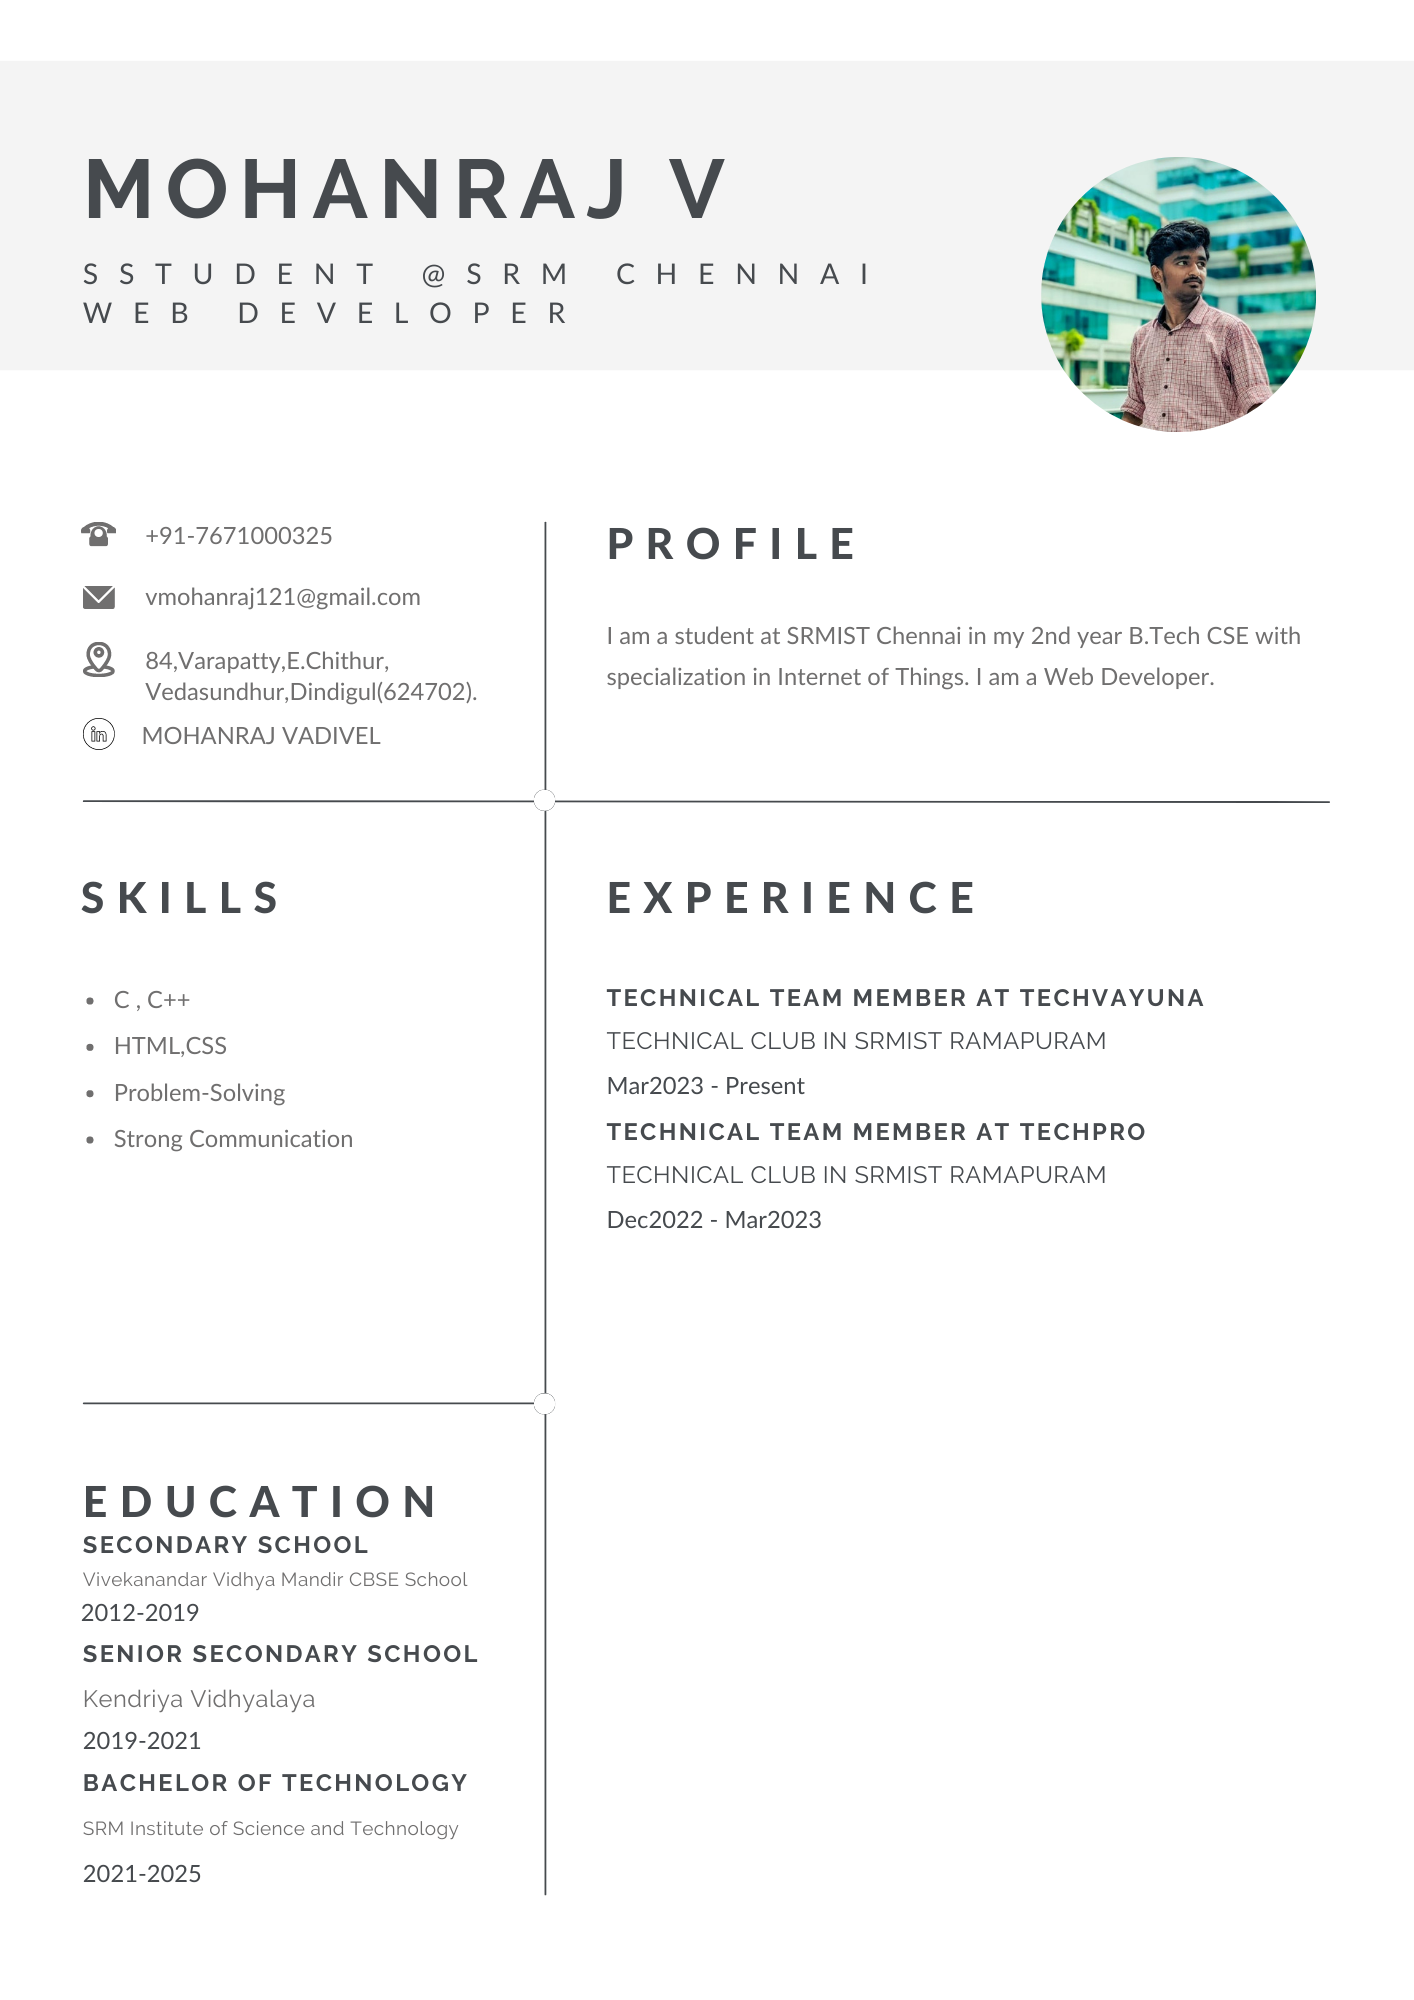 MOHANRAJ V
SSTUDENT @SRM CHENNAI
WEB DEVELOPER
+91-7671000325
vmohanraj121@gmail.com
84,Varapatty,E.Chithur,
Vedasundhur,Dindigul(624702).
in
MOHANRAJ VADIVEL
PROFILE
I am a student at SRMIST Chennai in my 2nd year B.Tech CSE with
specialization in Internet of Things. I am a Web Developer.
SKILLS
• C , C++
• HTML,CSS
• Problem-Solving
• Strong Communication
EXPERIENCE
TECHNICAL TEAM MEMBER AT TECHVAYUNA
TECHNICAL CLUB IN SRMIST RAMAPURAM
Mar2023 - Present
TECHNICAL TEAM MEMBER AT TECHPRO
TECHNICAL CLUB IN SRMIST RAMAPURAM
Dec2022 - Mar2023
EDUCATION
SECONDARY SCHOOL
Vivekanandar Vidhya Mandir CBSE School
2012-2019
SENIOR SECONDARY SCHOOL
Kendriya Vidhyalaya
2019-2021
BACHELOR OF TECHNOLOGY
SRM Institute of Science and Technology
2021-2025